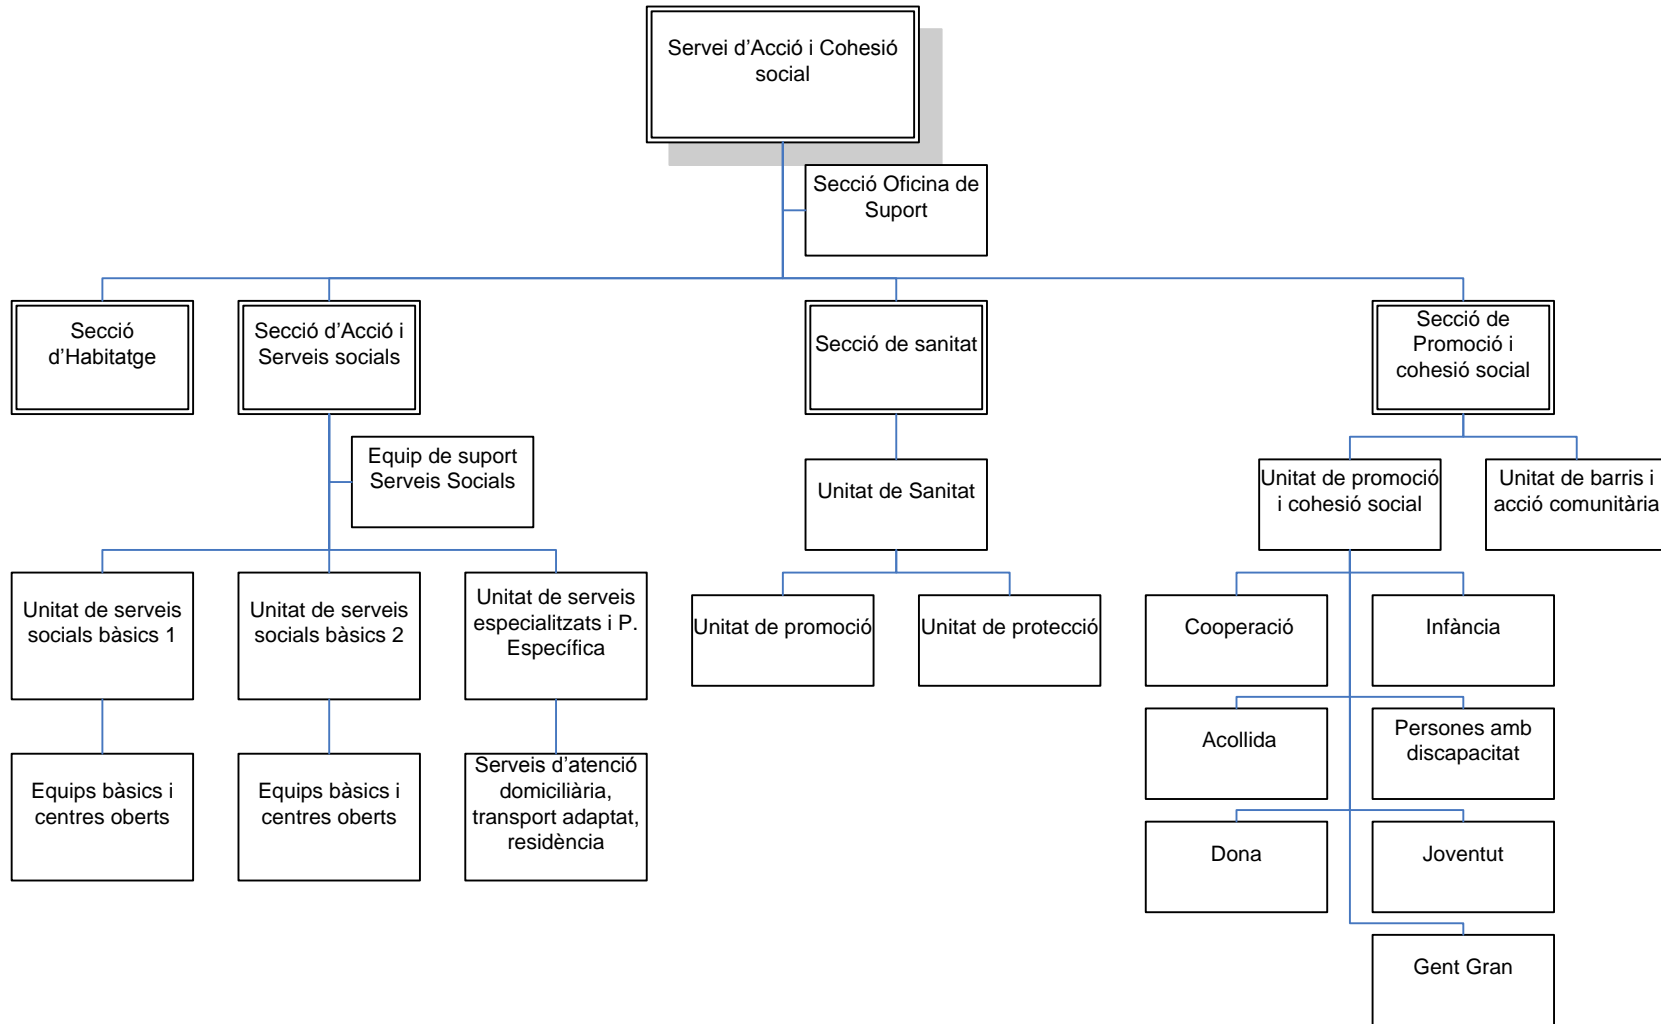 Servei d’Acció i Cohesió
social
Secció Oficina de
Suport
Secció
d’Habitatge
Secció d’Acció i
Serveis socials
Secció de sanitat
Secció de
Promoció i
cohesió social
Equip de suport
Serveis Socials
Unitat de Sanitat
Unitat de promoció
i cohesió social
Unitat de barris i
acció comunitària
Unitat de serveis
socials bàsics 1
Unitat de serveis
socials bàsics 2
Unitat de serveis
especialitzats i P.
Específica
Unitat de promoció
Unitat de protecció
Cooperació
Infància
Acollida
Persones amb
discapacitat
Equips bàsics i
centres oberts
Equips bàsics i
centres oberts
Serveis d’atenció
domiciliària,
transport adaptat,
residència
Dona
Joventut
Gent Gran